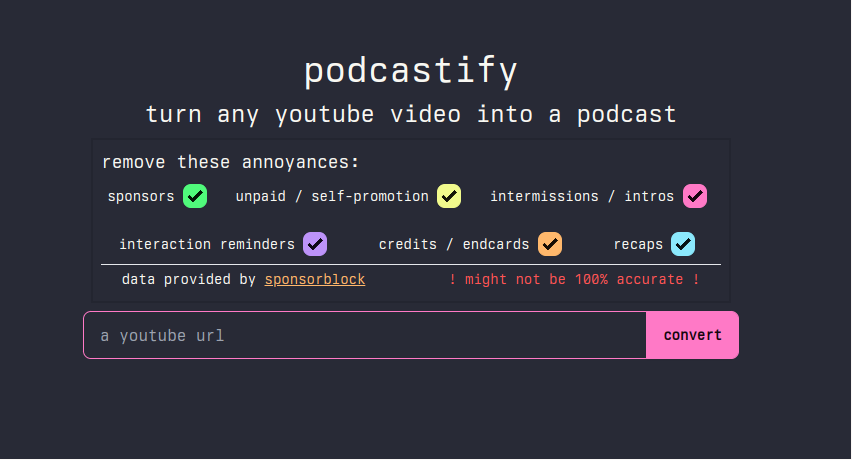 podcastify
turn any youtube video into a podcast
remove these annoyances:
sponsors unpaid / self-promotion intermissions / intros
interaction reminders credits / endcards recaps
data provided by sponsorblock ! might not be 100% accurate !
a youtube url convert